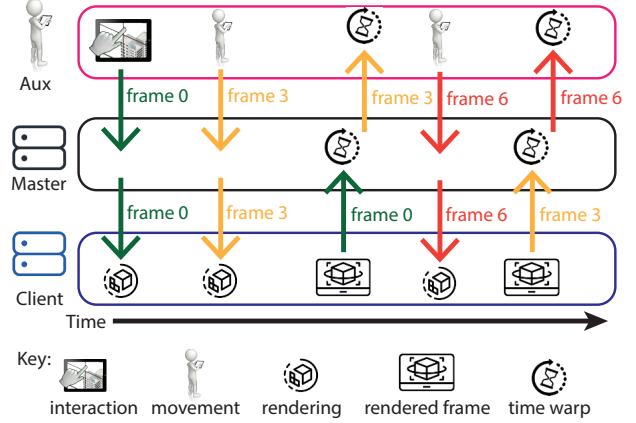 Aux
frame 0
frame 3
frame 3
frame 6
frame 6
Master
frame 0
frame 3
frame 0
frame 6
frame 3
Client
Time
Key:
interaction
movement
rendering
rendered frame
time warp